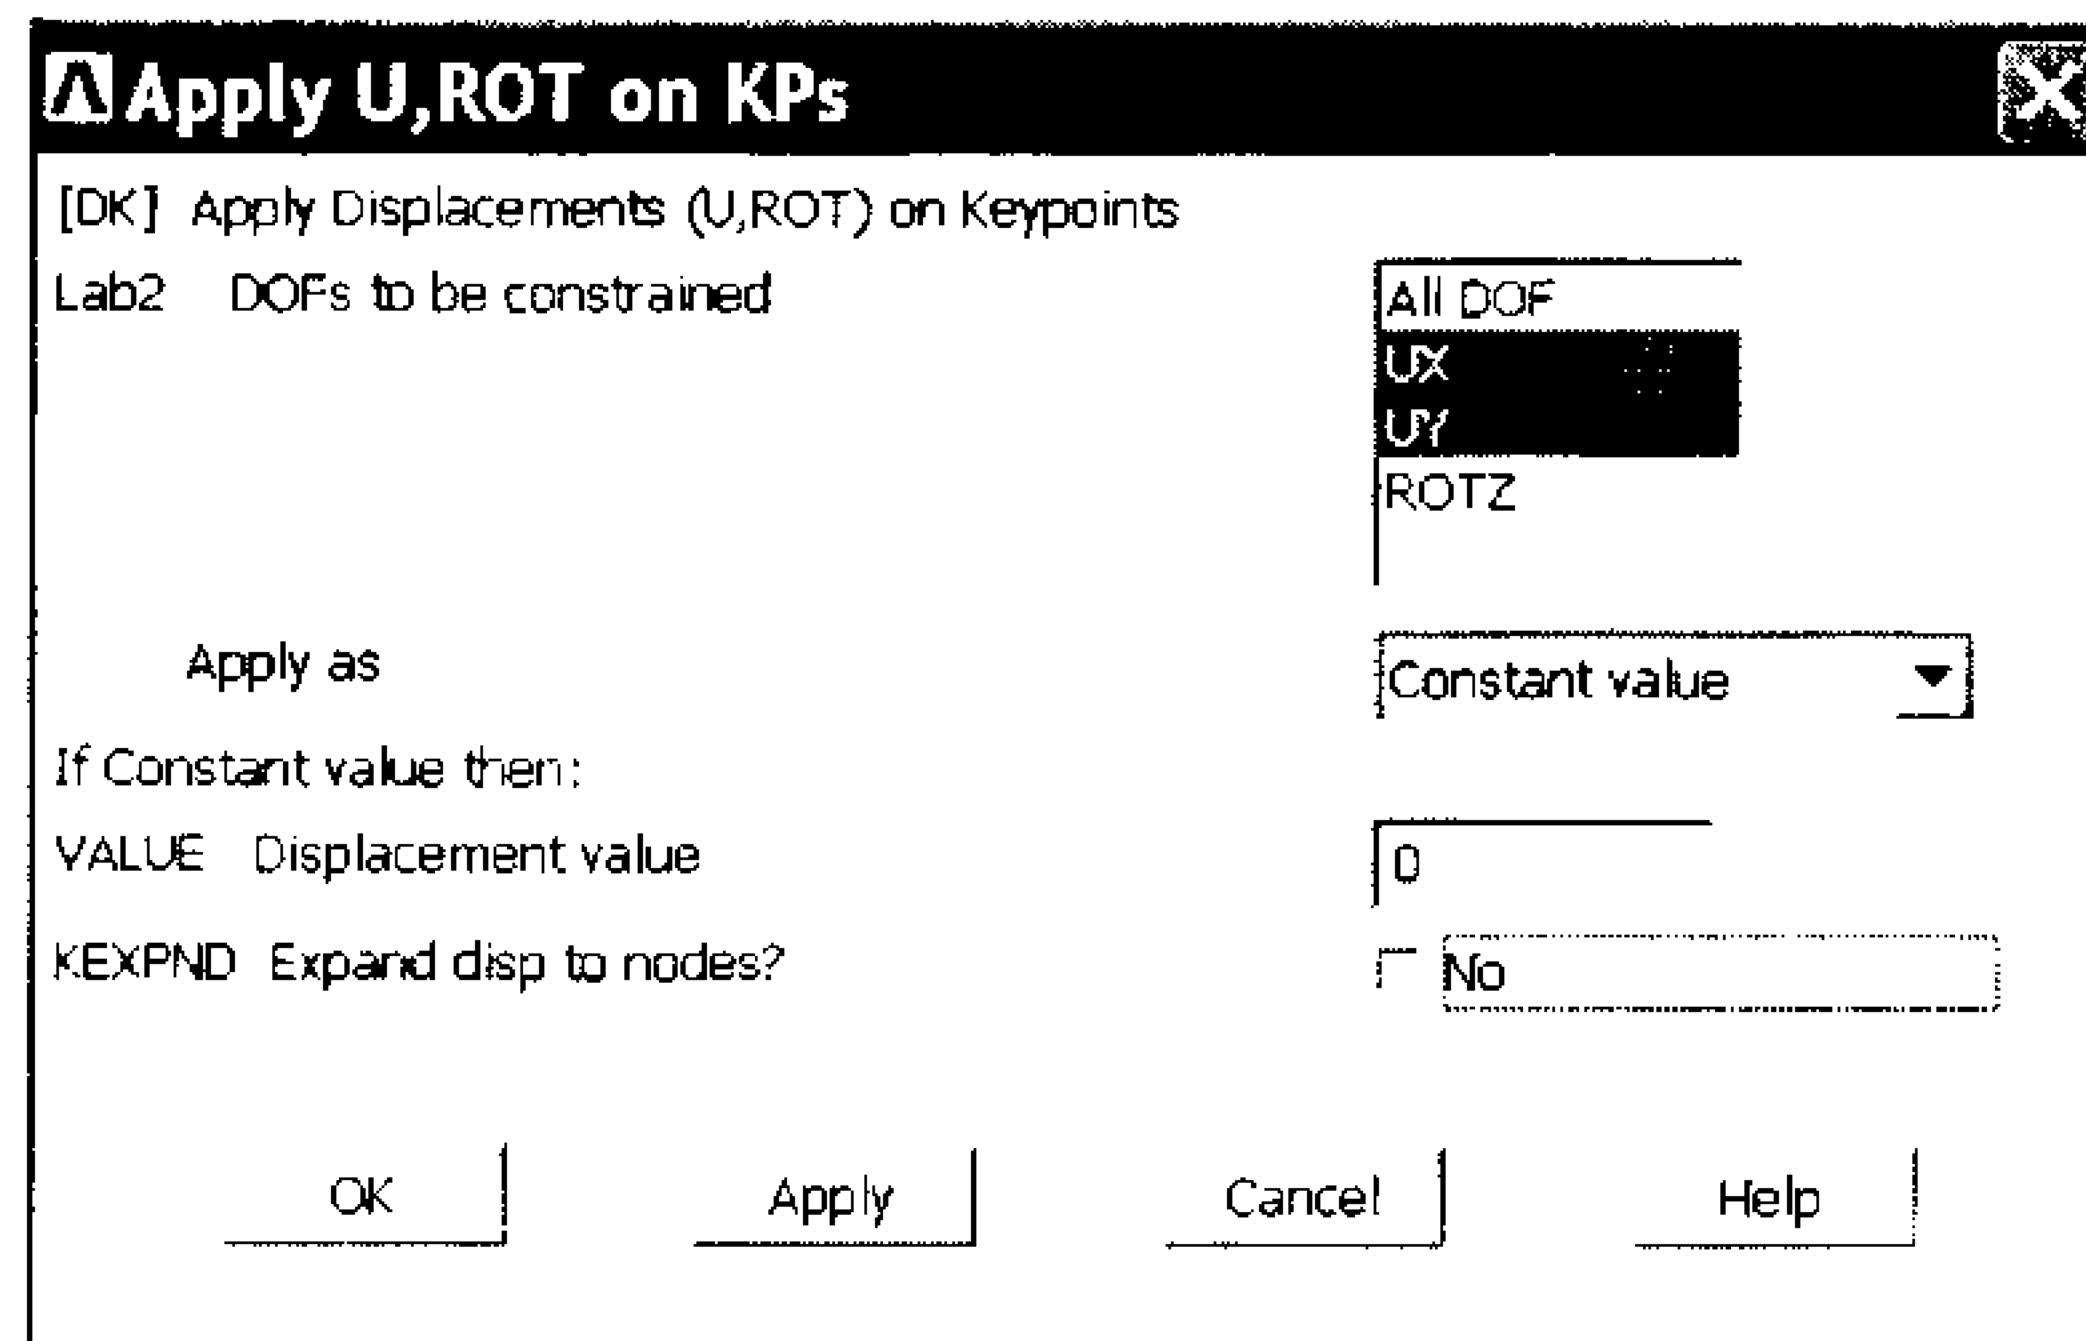 Λ Apply U,ROT on KPs
[DK] Apply Displacements (U,ROT) on Keypoints
Lab2 DOFs to be constrained
All DOF
UX
UY
ROTZ
Apply as
Constant value
If Constant value then:
VALUE Displacement value
0
KEXPND Expand disp to nodes?
No
OK
Apply
Cancel
Help